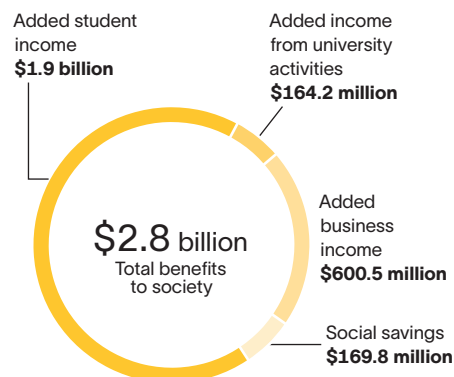 Added student
income
$1.9 billion
Added income
from university
activities
$164.2 million
$2.8 billion
Total benefits
to society
Added
business
income
$600.5 million
Social savings
$169.8 million